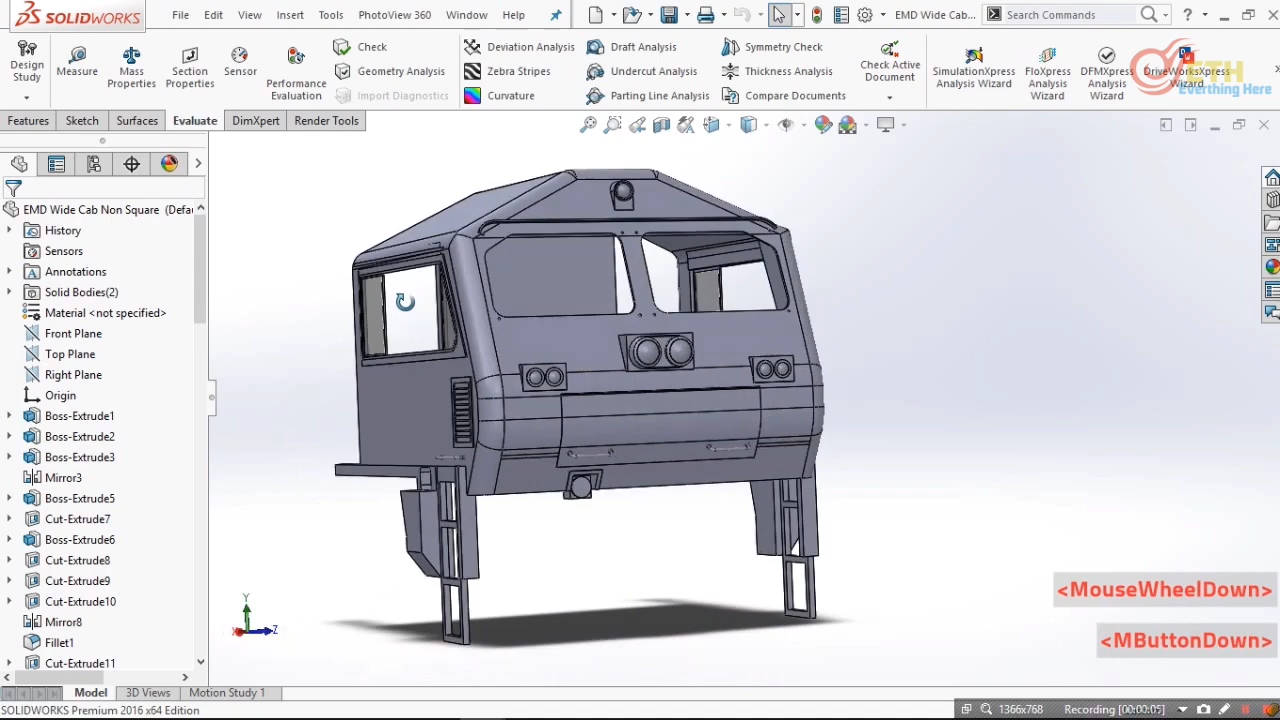 SOLIDWORKS File Edit View Insert Tools PhotoView 360 Window Help EMD Wide Cab... Search Commands ?
Design Study
Measure
Mass Properties
Section Properties
Sensor
Performance Evaluation
Check
Geometry Analysis
Import Diagnostics
Deviation Analysis
Zebra Stripes
Curvature
Draft Analysis
Undercut Analysis
Parting Line Analysis
Symmetry Check
Thickness Analysis
Compare Documents
Check Active Document
SimulationXpress Analysis Wizard
FloXpress Analysis Wizard
DFMXpress Analysis Wizard
DriveWorksXpress Wizard
ETH
Everthing Here
Features Sketch Surfaces Evaluate DimXpert Render Tools
EMD Wide Cab Non Square (Defau
History
Sensors
Annotations
Solid Bodies(2)
Material <not specified>
Front Plane
Top Plane
Right Plane
Origin
Boss-Extrude1
Boss-Extrude2
Boss-Extrude3
Mirror3
Boss-Extrude5
Cut-Extrude7
Boss-Extrude6
Cut-Extrude8
Cut-Extrude9
Cut-Extrude10
Mirror8
Fillet1
Cut-Extrude11
Y
X Z
<MouseWheelDown>
<MButtonDown>
Model 3D Views Motion Study 1
SOLIDWORKS Premium 2016 x64 Edition
1366x768 Recording [00:00:05]